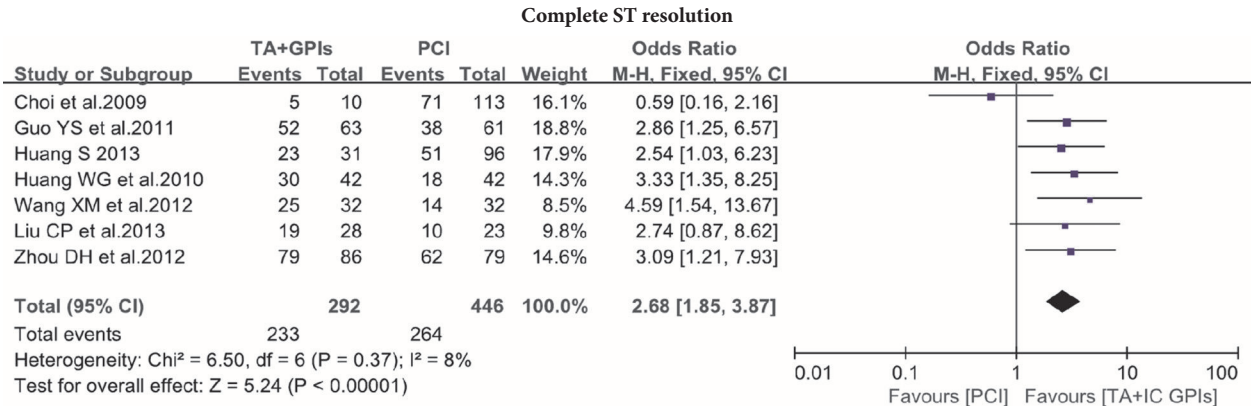 Complete ST resolution
TA+GPIs PCI Odds Ratio Odds Ratio
Study or Subgroup Events Total Events Total Weight M-H, Fixed, 95% CI M-H, Fixed, 95% CI
Choi et al.2009 5 10 71 113 16.1% 0.59 [0.16, 2.16]
Guo YS et al.2011 52 63 38 61 18.8% 2.86 [1.25, 6.57]
Huang S 2013 23 31 51 96 17.9% 2.54 [1.03, 6.23]
Huang WG et al.2010 30 42 18 42 14.3% 3.33 [1.35, 8.25]
Wang XM et al.2012 25 32 14 32 8.5% 4.59 [1.54, 13.67]
Liu CP et al.2013 19 28 10 23 9.8% 2.74 [0.87, 8.62]
Zhou DH et al.2012 79 86 62 79 14.6% 3.09 [1.21, 7.93]
Total (95% CI) 292 446 100.0% 2.68 [1.85, 3.87]
Total events 233 264
Heterogeneity: Chi² = 6.50, df = 6 (P = 0.37); I² = 8%
Test for overall effect: Z = 5.24 (P < 0.00001)
0.01 0.1 1 10 100
Favours [PCI] Favours [TA+IC GPIs]